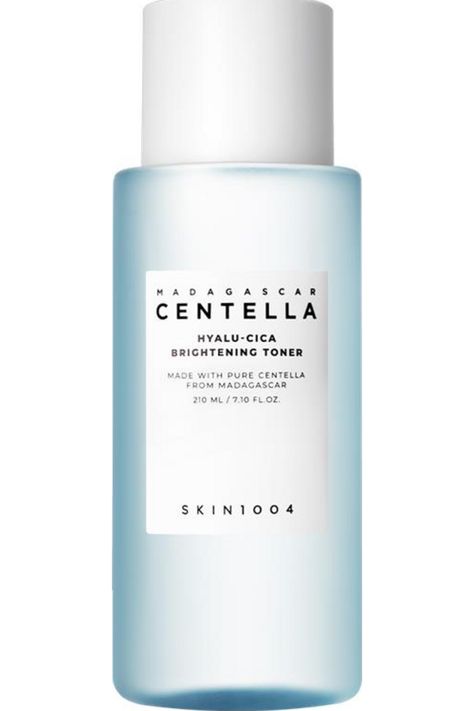 MADAGASCAR
CENTELLA
HYALU-CICA
BRIGHTENING TONER
MADE WITH PURE CENTELLA
FROM MADAGASCAR
210 ML / 7.10 FL.OZ.
SKIN1004